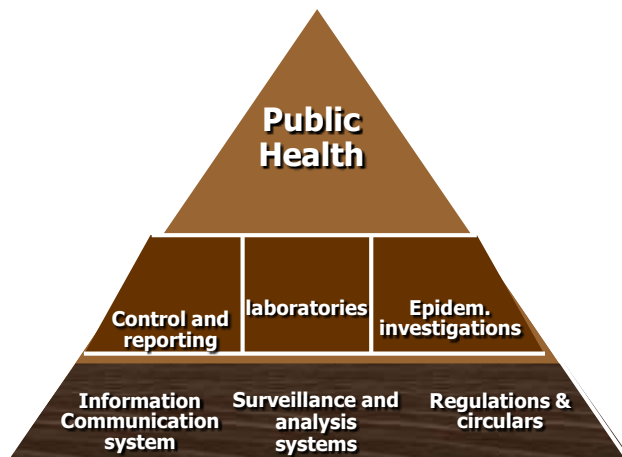 Public
Health
Control and
reporting
laboratories
Epidem.
investigations
Information
Communication
system
Surveillance and
analysis
systems
Regulations &
circulars